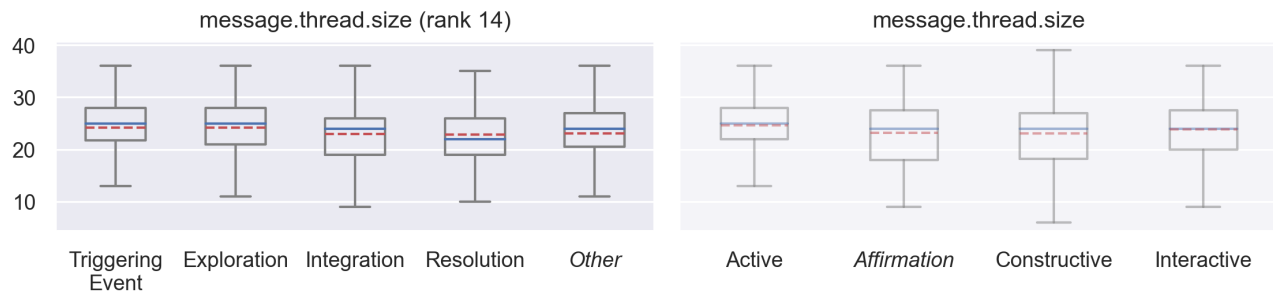 message.thread.size (rank 14)
message.thread.size
40
30
20
10
Triggering Event
Exploration
Integration
Resolution
Other
Active
Affirmation
Constructive
Interactive